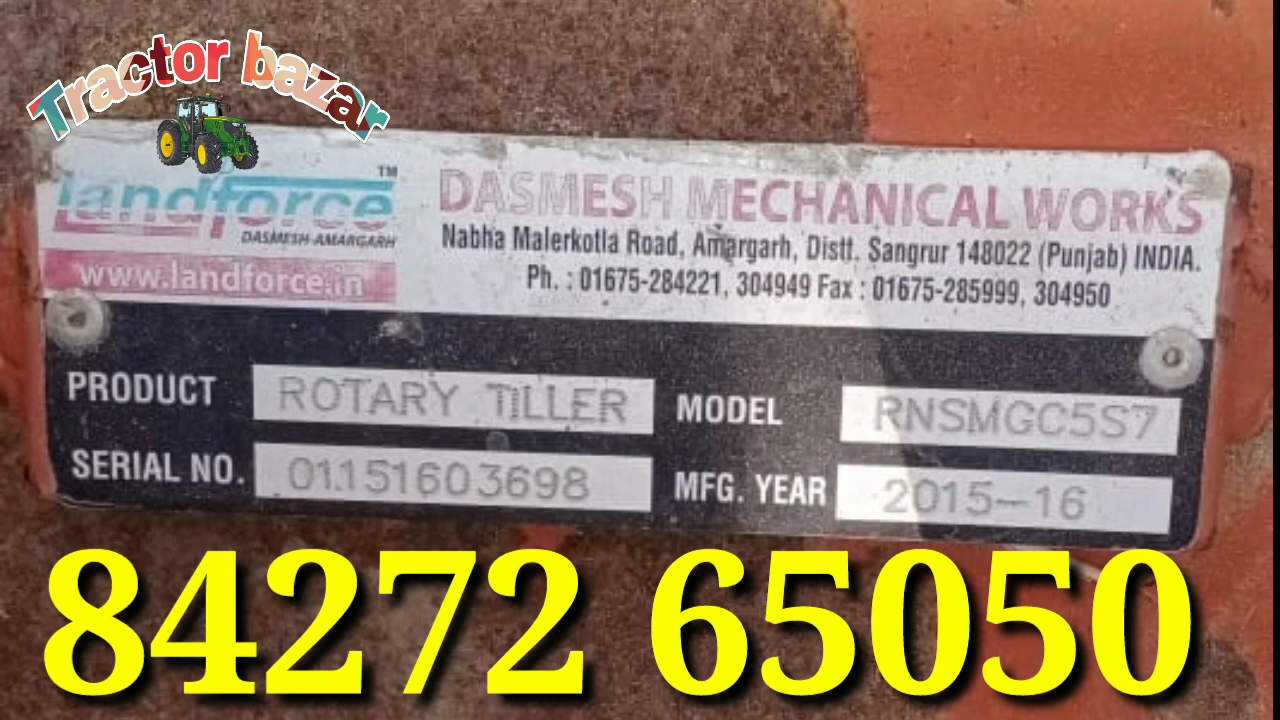 Tractor bazar
landforce™
DASMESH-AMARGARH
www.landforce.in
DASMESH MECHANICAL WORKS
Nabha Malerkotla Road, Amargarh, Distt. Sangrur 148022 (Punjab) INDIA.
Ph. : 01675-284221, 304949 Fax : 01675-285999, 304950
PRODUCT ROTARY TILLER MODEL RNSMGC5S7
SERIAL NO. 01151603698 MFG. YEAR 2015-16
84272 65050